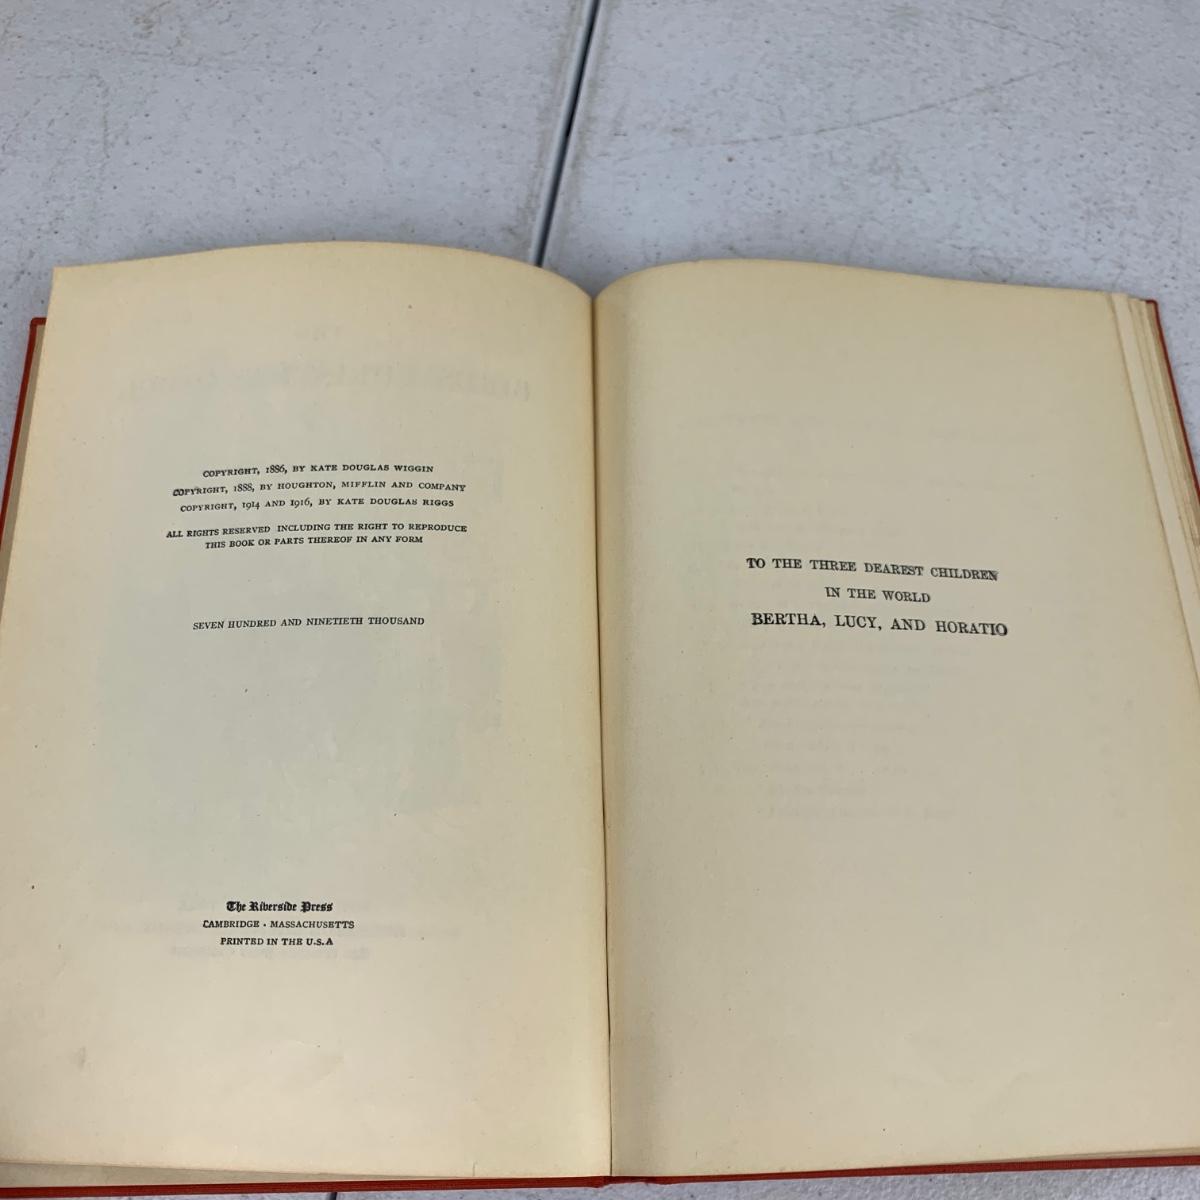 COPYRIGHT, 1886, BY KATE DOUGLAS WIGGIN
COPYRIGHT, 1888, BY HOUGHTON, MIFFLIN AND COMPANY
COPYRIGHT, 1914 AND 1916, BY KATE DOUGLAS RIGGS
ALL RIGHTS RESERVED INCLUDING THE RIGHT TO REPRODUCE
THIS BOOK OR PARTS THEREOF IN ANY FORM
SEVEN HUNDRED AND NINETIETH THOUSAND
The Riverside Press
CAMBRIDGE · MASSACHUSETTS
PRINTED IN THE U.S.A
TO THE THREE DEAREST CHILDREN
IN THE WORLD
BERTHA, LUCY, AND HORATIO